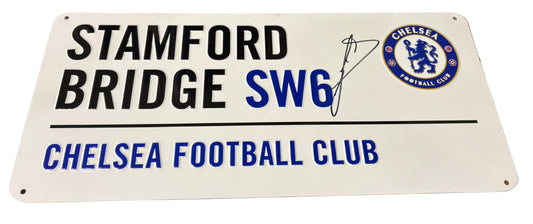 STAMFORD
BRIDGE SW6
CHELSEA
FOOTBALL CLUB
CHELSEA FOOTBALL CLUB